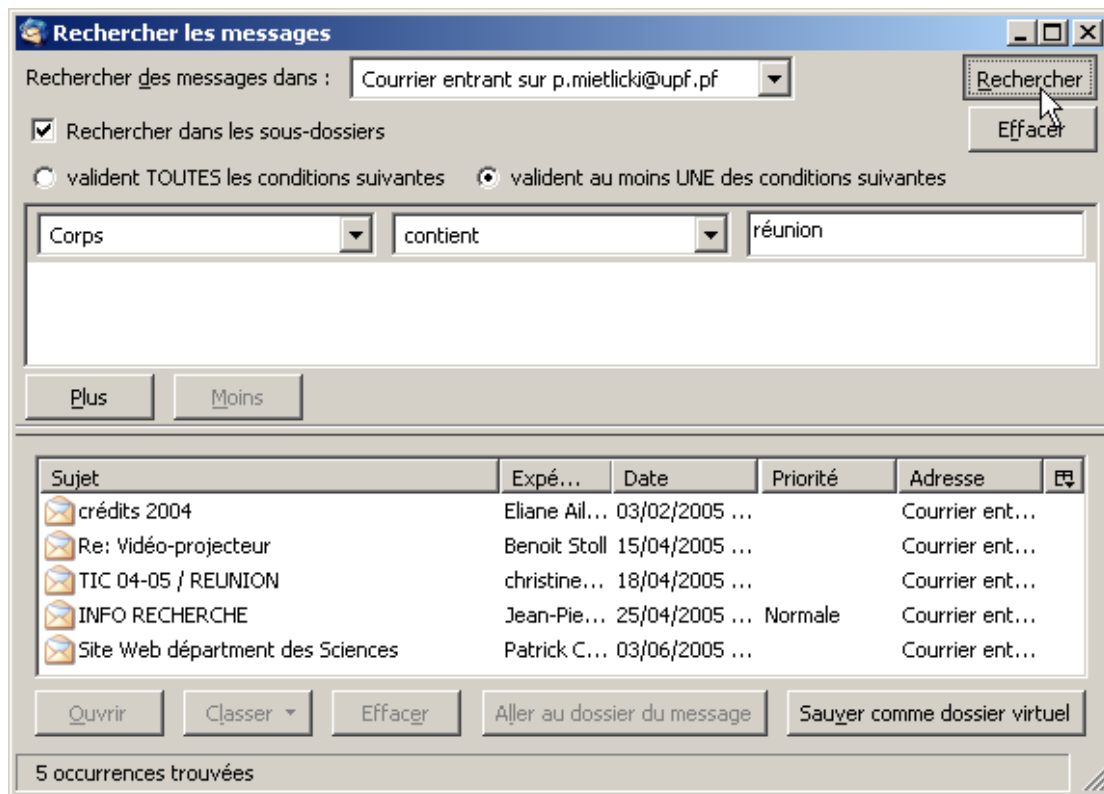 Rechercher les messages
Rechercher des messages dans : Courrier entrant sur p.mietlicki@upf.pf Rechercher
Rechercher dans les sous-dossiers Effacer
valident TOUTES les conditions suivantes valident au moins UNE des conditions suivantes
Corps contient réunion
Plus Moins
Sujet Expé... Date Priorité Adresse
crédits 2004 Eliane Ail... 03/02/2005 ... Courrier ent...
Re: Vidéo-projecteur Benoit Stoll 15/04/2005 ... Courrier ent...
TIC 04-05 / REUNION christine... 18/04/2005 ... Courrier ent...
INFO RECHERCHE Jean-Pie... 25/04/2005 ... Normale Courrier ent...
Site Web départment des Sciences Patrick C... 03/06/2005 ... Courrier ent...
Ouvrir Classer Effacer Aller au dossier du message Sauver comme dossier virtuel
5 occurrences trouvées